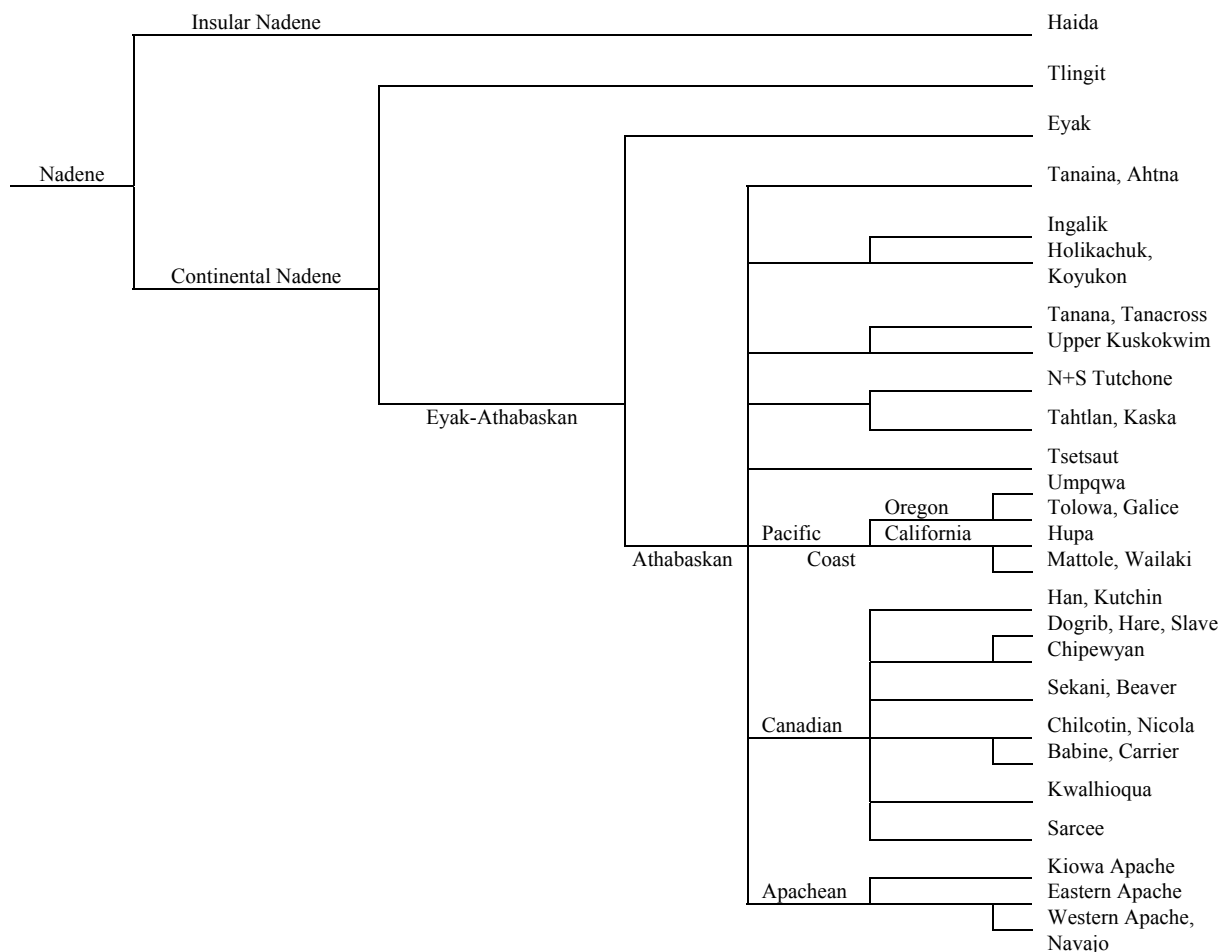 Insular Nadene
Haida
Tlingit
Eyak
Nadene
Tanaina, Ahtna
Ingalik
Holikachuk,
Koyukon
Continental Nadene
Tanana, Tanacross
Upper Kuskokwim
N+S Tutchone
Tahtlan, Kaska
Eyak-Athabaskan
Tsetsaut
Umpqwa
Oregon
Tolowa, Galice
Pacific
California
Hupa
Athabaskan
Coast
Mattole, Wailaki
Han, Kutchin
Dogrib, Hare, Slave
Chipewyan
Sekani, Beaver
Canadian
Chilcotin, Nicola
Babine, Carrier
Kwalhioqua
Sarcee
Kiowa Apache
Apachean
Eastern Apache
Western Apache,
Navajo